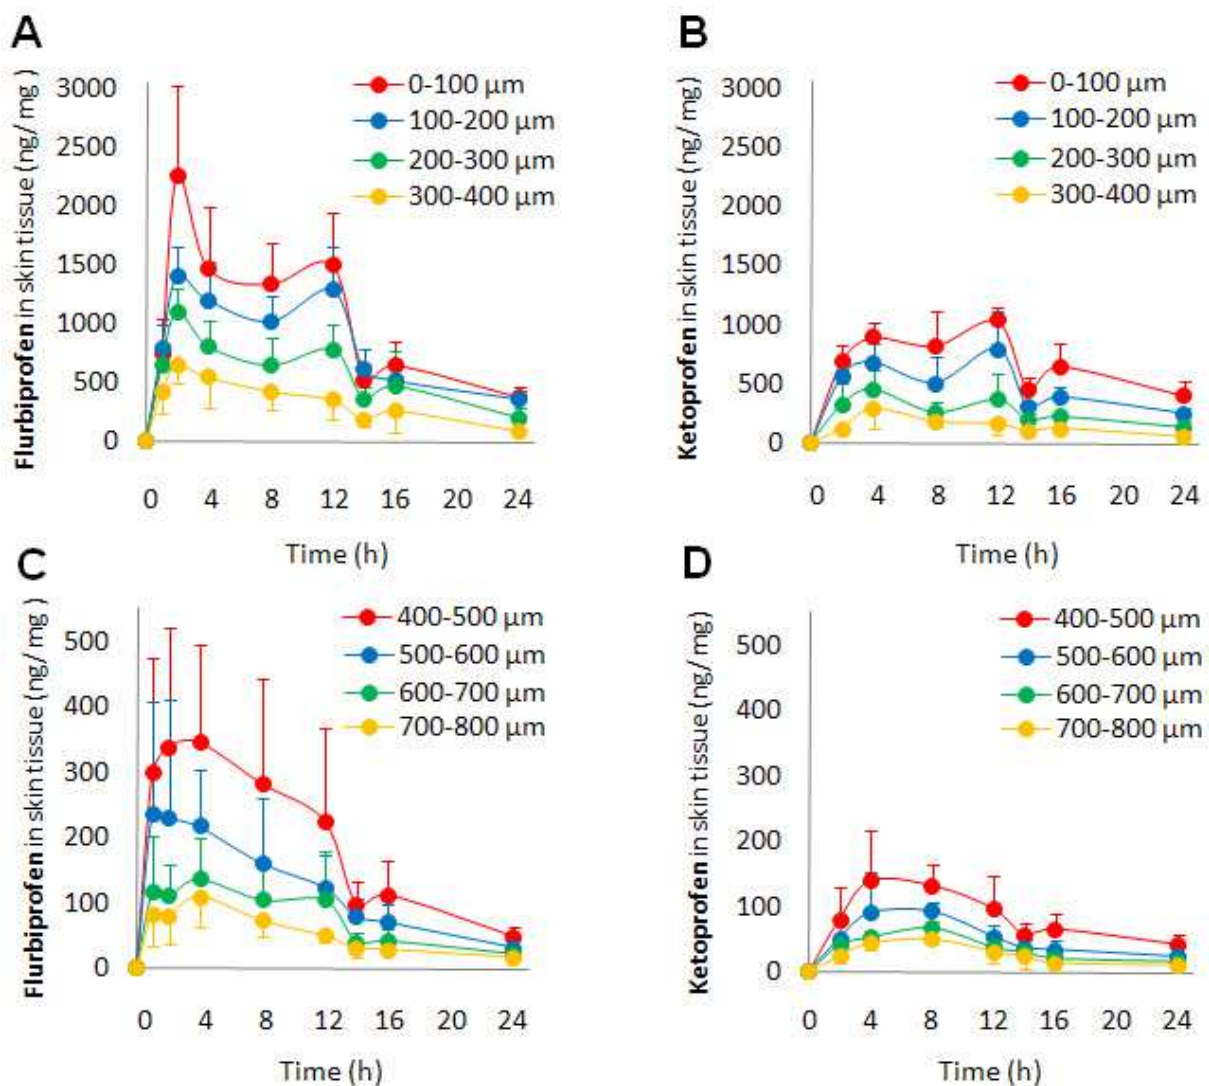 A
Flurbiprofen in skin tissue (ng/ mg )
3000
2500
2000
1500
1000
500
0
0-100 µm
100-200 µm
200-300 µm
300-400 µm
0 4 8 12 16 20 24
Time (h)
B
Ketoprofen in skin tissue (ng/ mg )
3000
2500
2000
1500
1000
500
0
0-100 µm
100-200 µm
200-300 µm
300-400 µm
0 4 8 12 16 20 24
Time (h)
C
Flurbiprofen in skin tissue (ng/ mg )
500
400
300
200
100
0
400-500 µm
500-600 µm
600-700 µm
700-800 µm
0 4 8 12 16 20 24
Time (h)
D
Ketoprofen in skin tissue (ng/ mg )
500
400
300
200
100
0
400-500 µm
500-600 µm
600-700 µm
700-800 µm
0 4 8 12 16 20 24
Time (h)